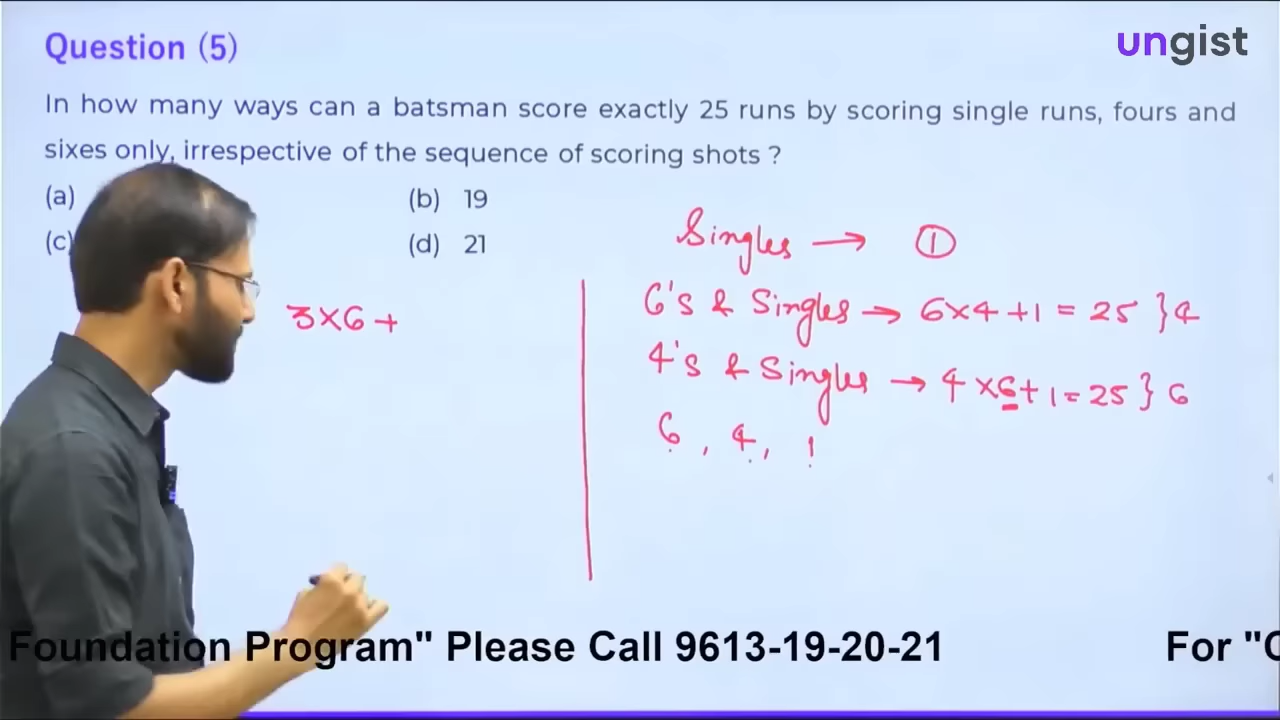 Question (5)
ungist
In how many ways can a batsman score exactly 25 runs by scoring single runs, fours and
sixes only, irrespective of the sequence of scoring shots ?
(a)
(b) 19
(c)
(d) 21
Singles → ①
6's & Singles → 6×4+1 = 25 }4
4's & Singles → 4×6+1=25 } 6
6 , 4, 1
3×6+
Foundation Program" Please Call 9613-19-20-21
For "